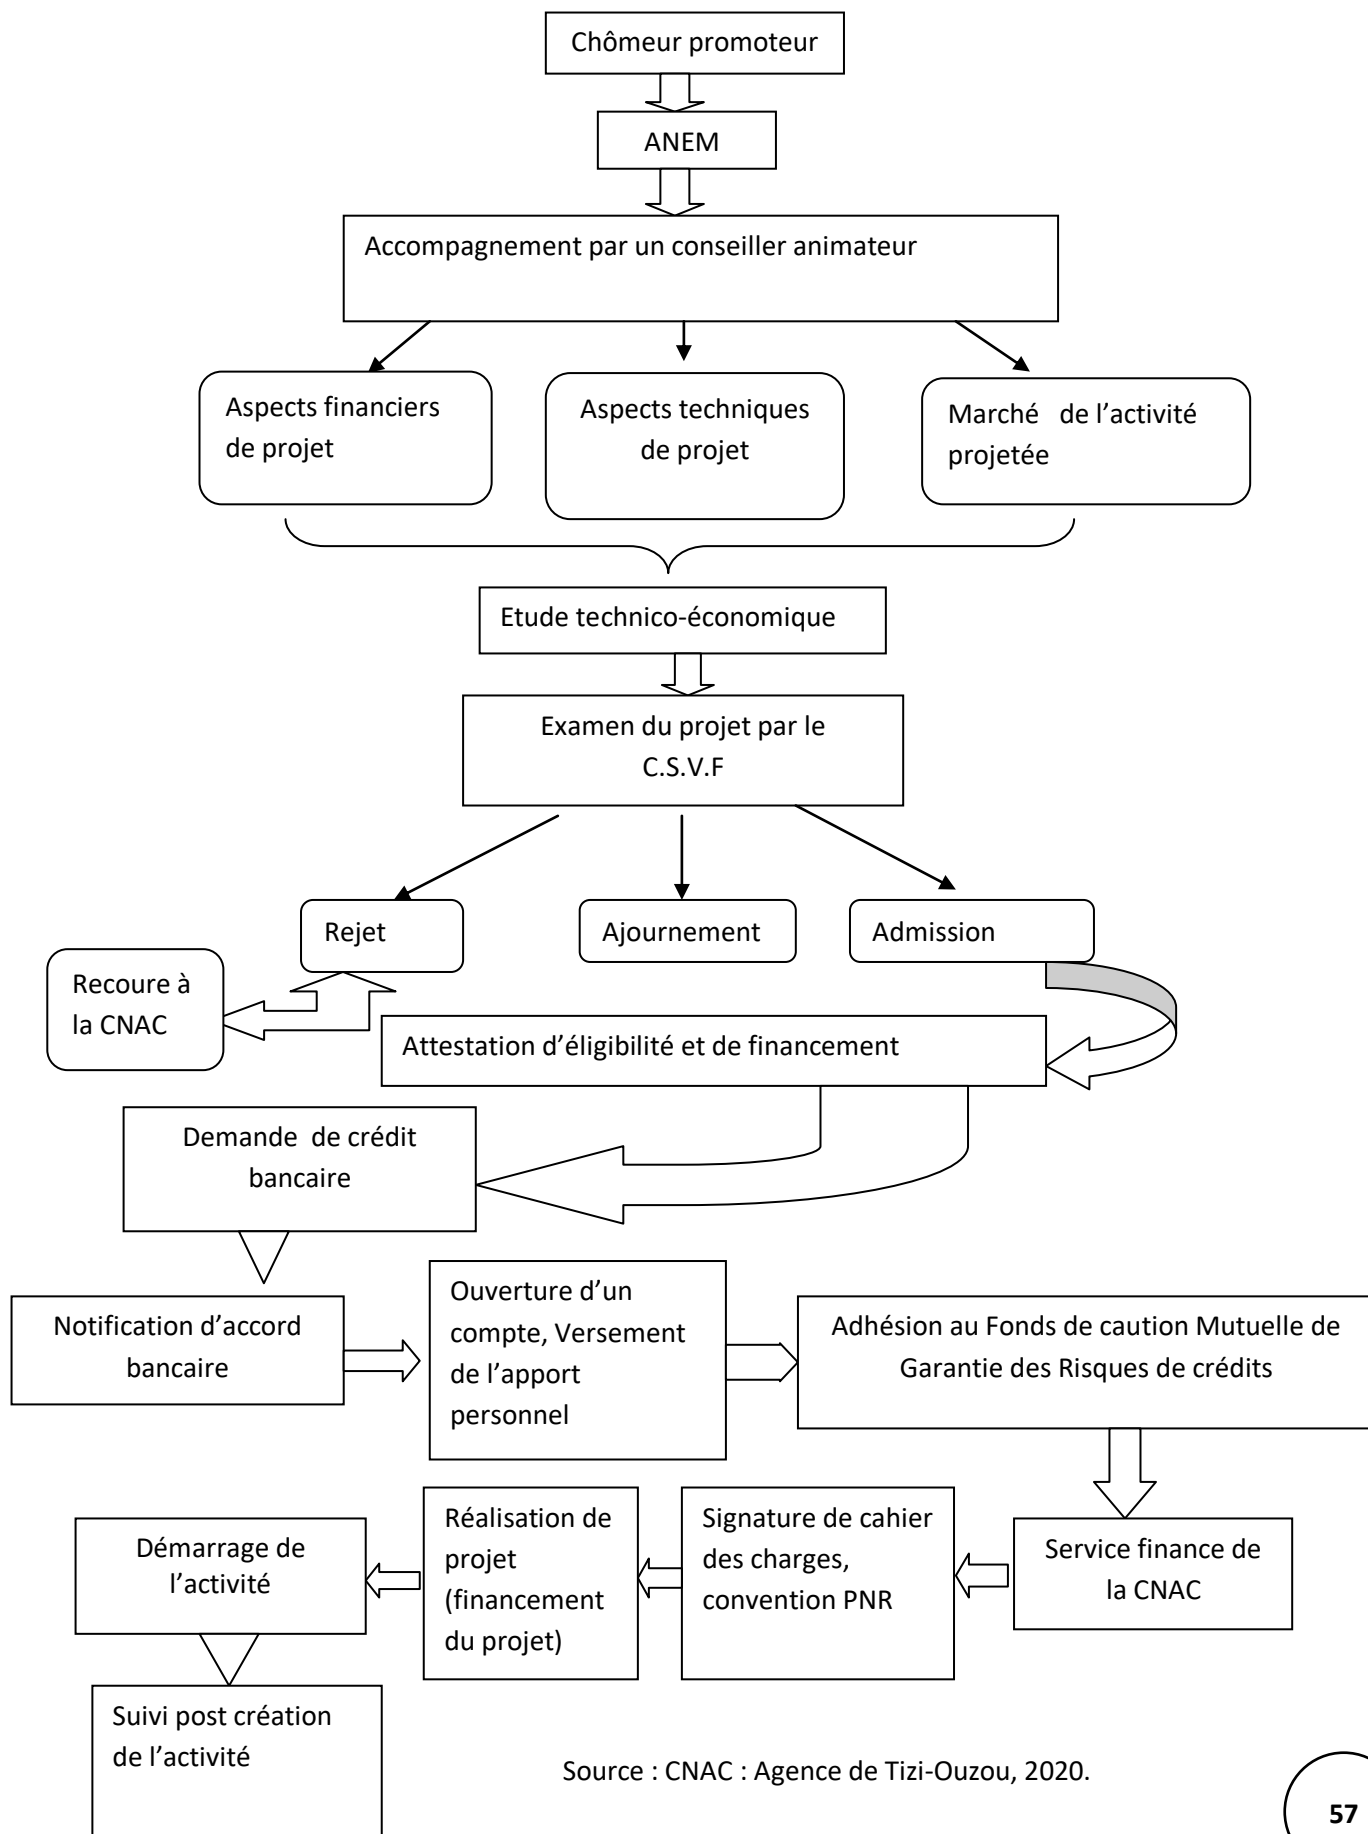 Chômeur promoteur
ANEM
Accompagnement par un conseiller animateur
Aspects financiers
de projet
Aspects techniques
de projet
Marché de l’activité
projetée
Etude technico-économique
Examen du projet par le
C.S.V.F
Rejet
Ajournement
Admission
Recoure à
la CNAC
Attestation d’éligibilité et de financement
Demande de crédit
bancaire
Notification d’accord
bancaire
Ouverture d’un
compte, Versement
de l’apport
personnel
Adhésion au Fonds de caution Mutuelle de
Garantie des Risques de crédits
Démarrage de
l’activité
Réalisation de
projet
(financement
du projet)
Signature de cahier
des charges,
convention PNR
Service finance de
la CNAC
Suivi post création
de l’activité
Source : CNAC : Agence de Tizi-Ouzou, 2020.
57